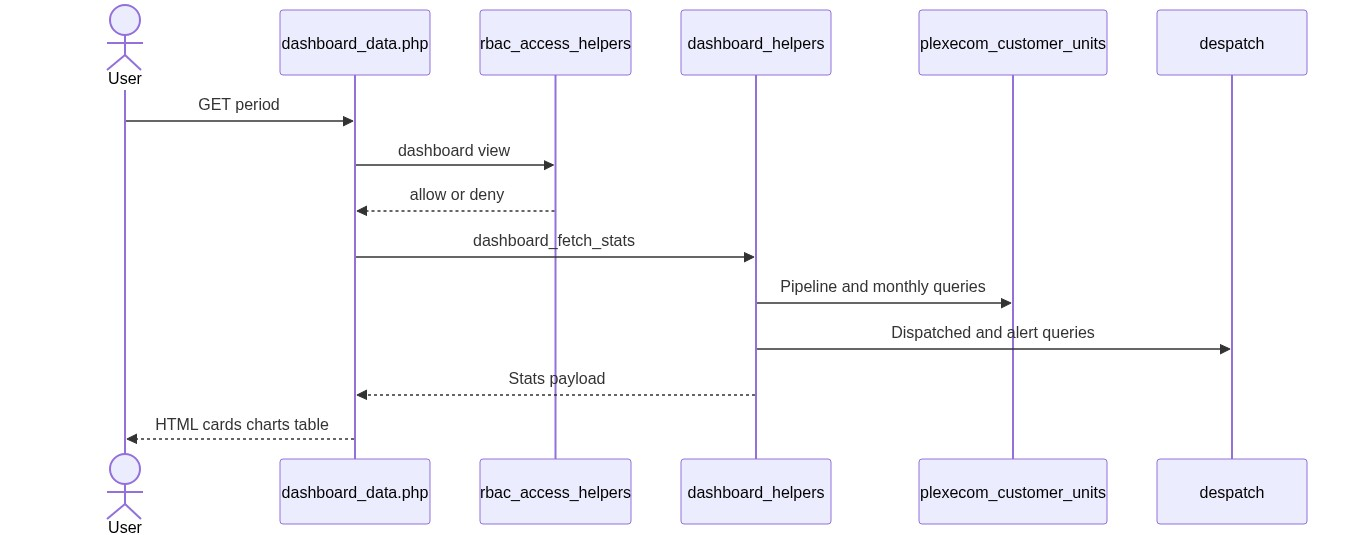 User
dashboard_data.php
rbac_access_helpers
dashboard_helpers
plexecom_customer_units
despatch
GET period
dashboard view
allow or deny
dashboard_fetch_stats
Pipeline and monthly queries
Dispatched and alert queries
Stats payload
HTML cards charts table
User
dashboard_data.php
rbac_access_helpers
dashboard_helpers
plexecom_customer_units
despatch